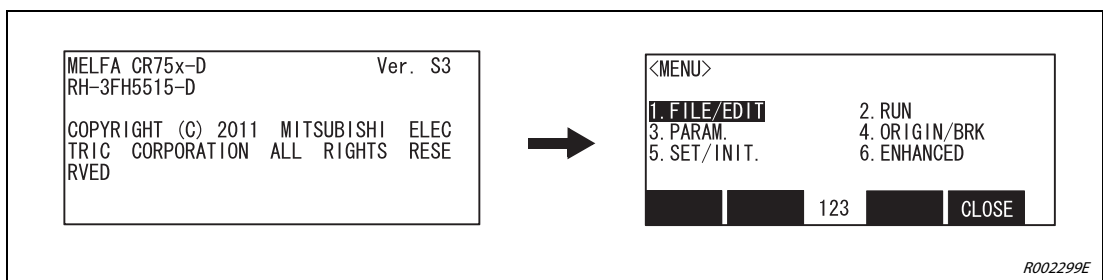 MELFA CR75x-D Ver. S3
RH-3FH5515-D
COPYRIGHT (C) 2011 MITSUBISHI ELEC
TRIC CORPORATION ALL RIGHTS RESE
RVED
<MENU>
1. FILE/EDIT 2. RUN
3. PARAM. 4. ORIGIN/BRK
5. SET/INIT. 6. ENHANCED
123 CLOSE
R002299E